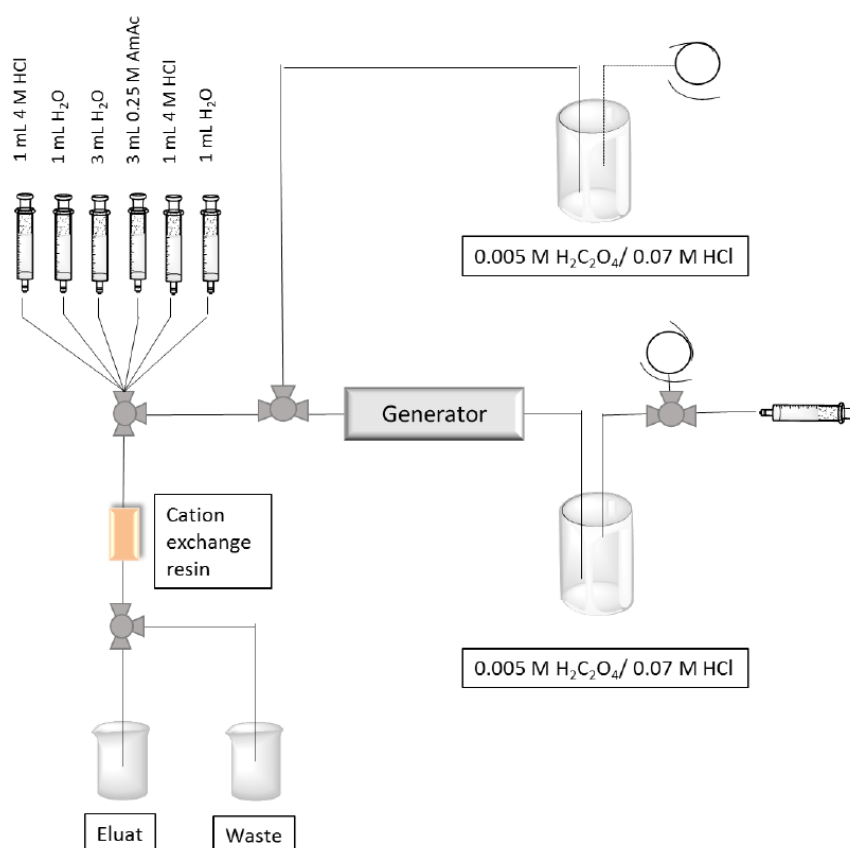 1 mL 4 M HCl
1 mL H₂O
3 mL H₂O
3 mL 0.25 M AmAc
1 mL 4 M HCl
1 mL H₂O
0.005 M H₂C₂O₄/ 0.07 M HCl
Generator
Cation
exchange
resin
0.005 M H₂C₂O₄/ 0.07 M HCl
Eluat
Waste